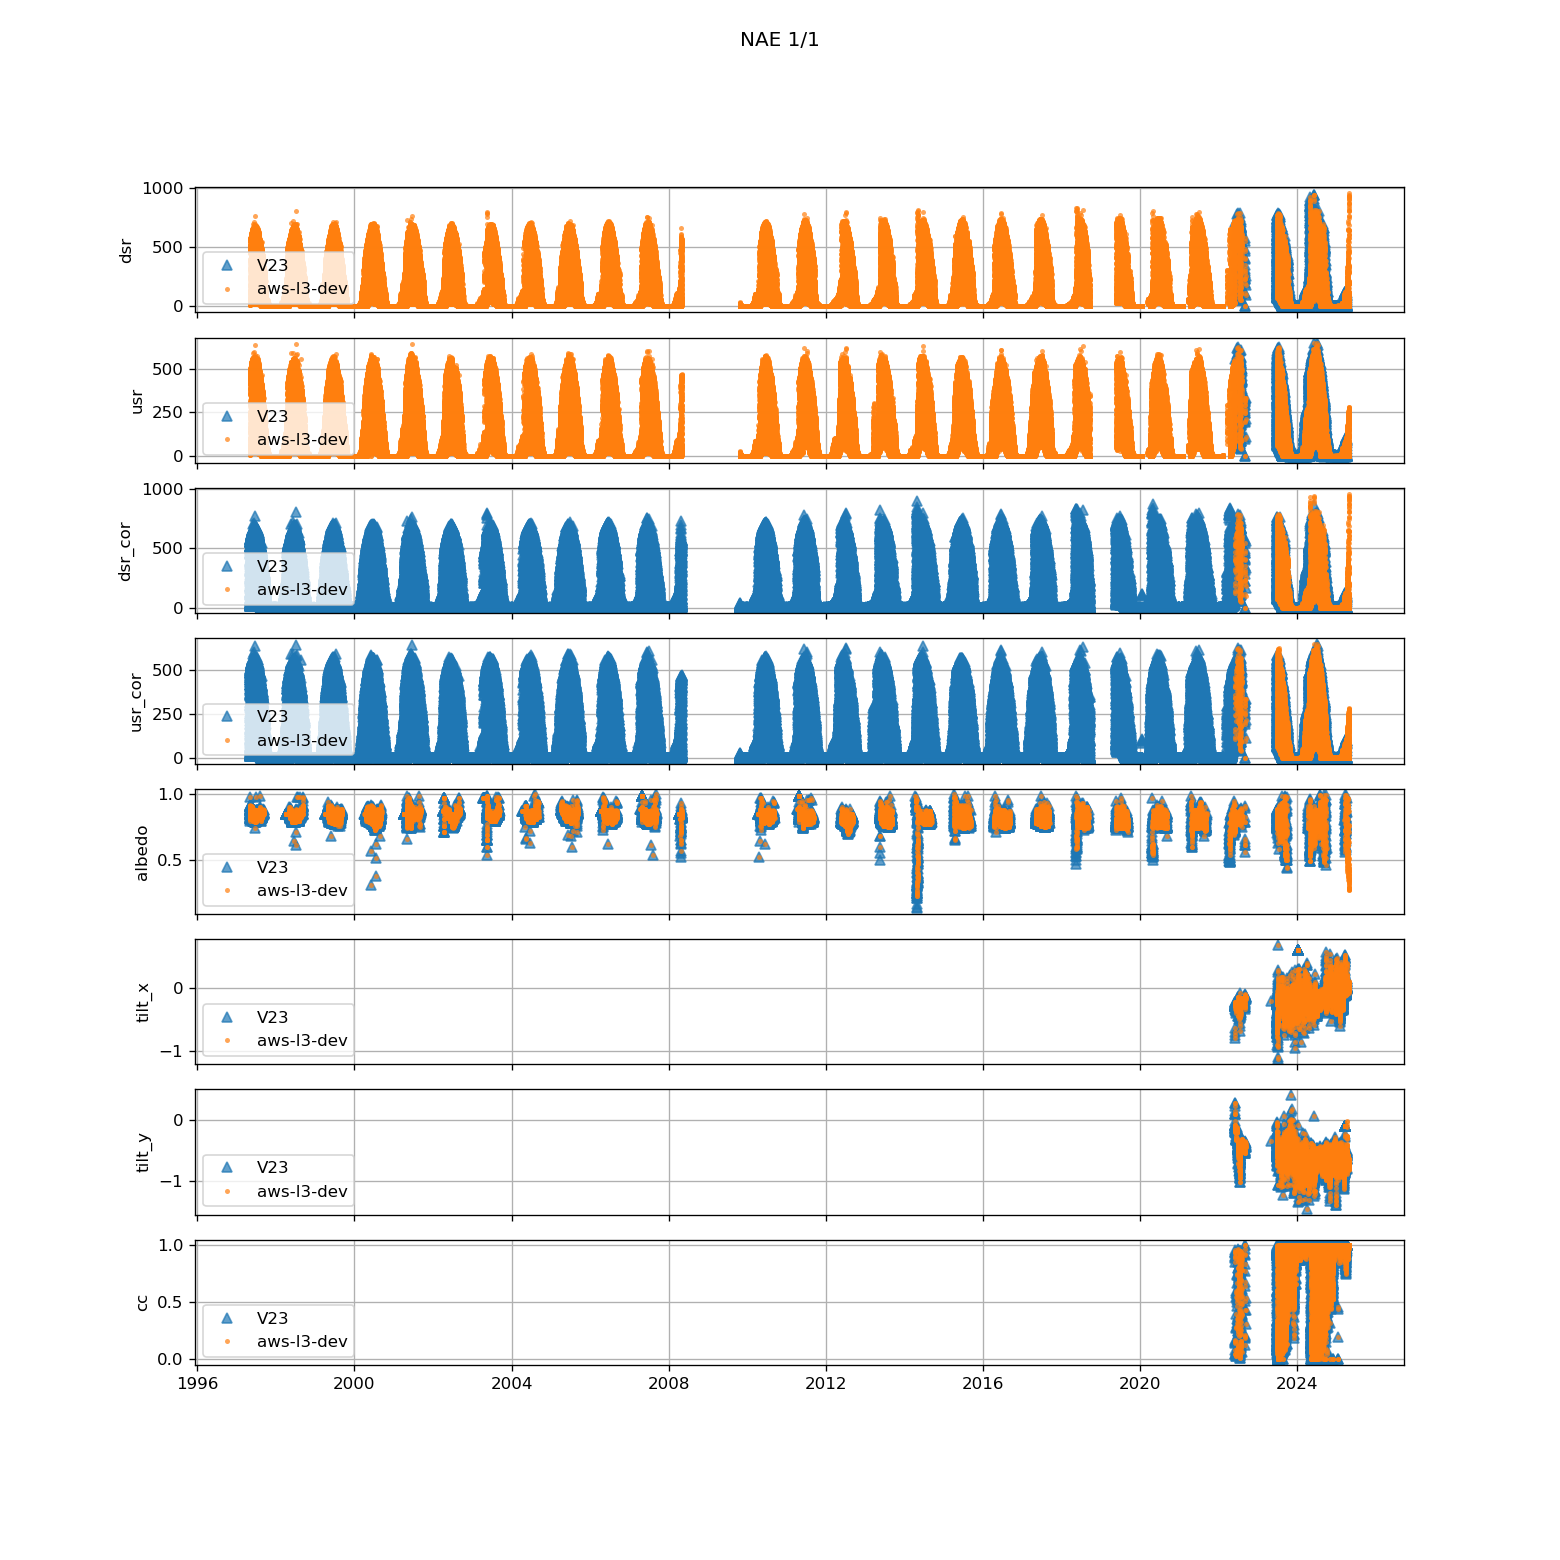 NAE 1/1
1000
500
0
dsr
V23
aws-l3-dev
500
250
0
usr
V23
aws-l3-dev
1000
500
0
dsr_cor
V23
aws-l3-dev
500
250
0
usr_cor
V23
aws-l3-dev
1.0
0.5
albedo
V23
aws-l3-dev
0
−1
tilt_x
V23
aws-l3-dev
0
−1
tilt_y
V23
aws-l3-dev
1.0
0.5
0.0
cc
V23
aws-l3-dev
1996 2000 2004 2008 2012 2016 2020 2024